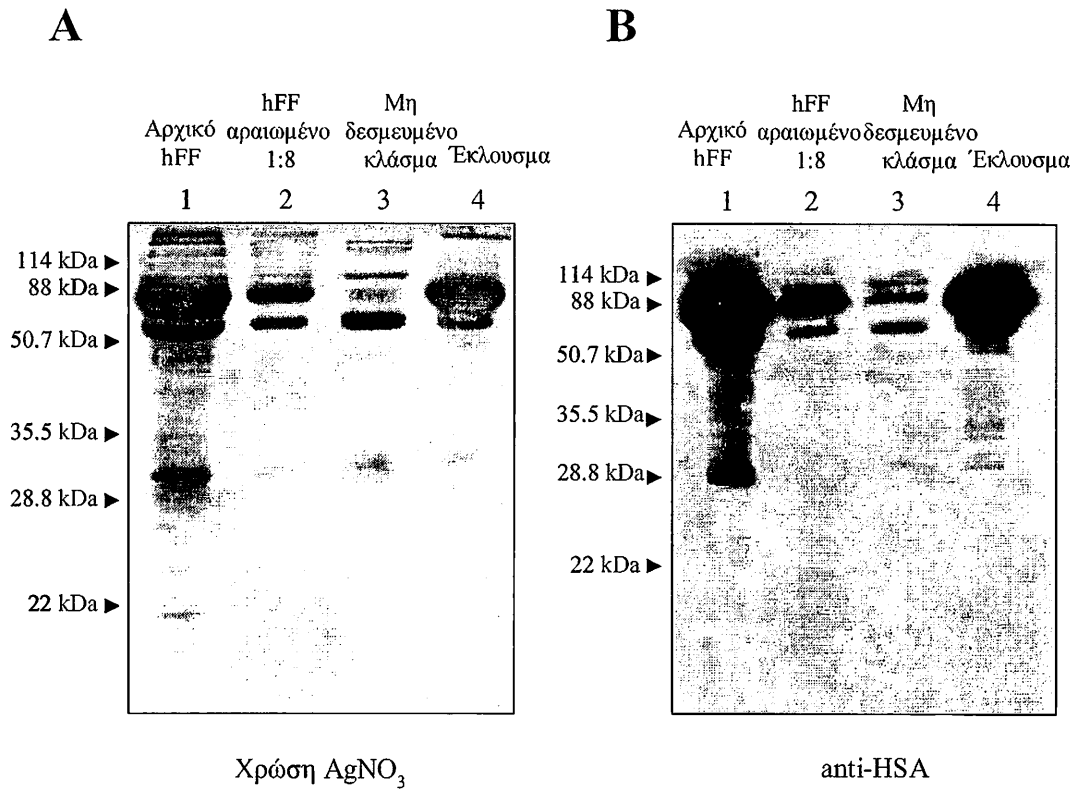 A
Αρχικό
hFF
hFF
αραιωμένο
1:8
Μη
δεσμευμένο
κλάσμα
Έκλουσμα
1 2 3 4
114 kDa
88 kDa
50.7 kDa
35.5 kDa
28.8 kDa
22 kDa
Χρώση AgNO3
B
Αρχικό
hFF
hFF
αραιωμένο
1:8
Μη
δεσμευμένο
κλάσμα
Έκλουσμα
1 2 3 4
114 kDa
88 kDa
50.7 kDa
35.5 kDa
28.8 kDa
22 kDa
anti-HSA